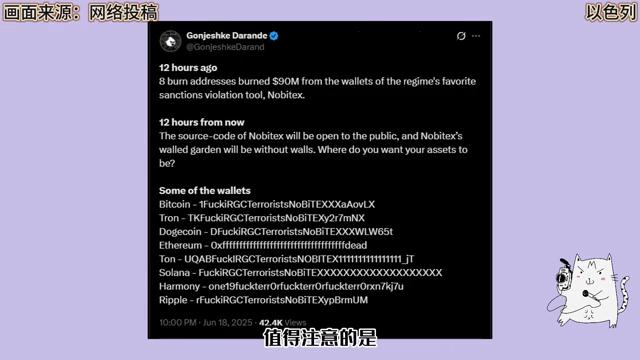 画面来源：网络投稿
以色列
Gonjeshke Darande
@GonjeshkeDarand
12 hours ago
8 burn addresses burned $90M from the wallets of the regime's favorite
sanctions violation tool, Nobitex.
12 hours from now
The source-code of Nobitex will be open to the public, and Nobitex's
walled garden will be without walls. Where do you want your assets to
be?
Some of the wallets
Bitcoin - 1FuckiRGCTerroristsNoBiTEXXXaAovLX
Tron - TKFuckiRGCTerroristsNoBiTEXy2r7mNX
Dogecoin - DFuckiRGCTerroristsNoBiTEXXXWLW65t
Ethereum - 0xffffffffffffffffffffffffffffffffffffdead
Ton - UQABFuckIRGCTerroristsNOBITEX1111111111111111_jT
Solana - FuckiRGCTerroristsNoBiTEXXXXXXXXXXXXXXXXXXX
Harmony - one19fuckterr0rfuckterr0rfuckterr0rxn7kj7u
Ripple - rFuckiRGCTerroristsNoBiTEXypBrmUM
10:00 PM · Jun 18, 2025 · 42.4K Views
值得注意的是